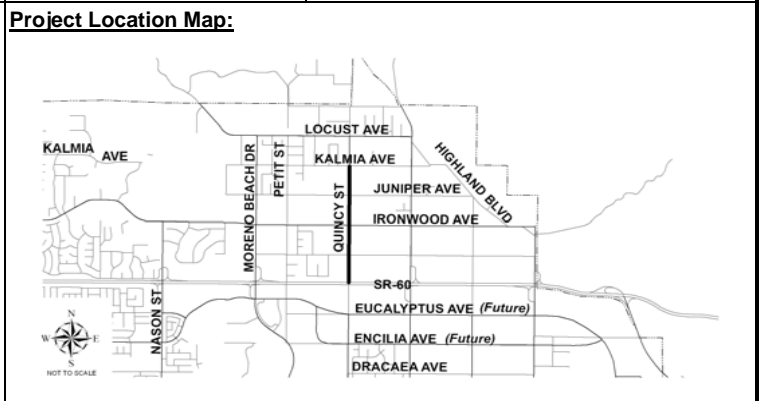 Project Location Map:
LOCUST AVE
KALMIA AVE
KALMIA AVE
HIGHLAND BLVD
MORENO BEACH DR
PETIT ST
QUINCY ST
JUNIPER AVE
IRONWOOD AVE
SR-60
NASON ST
EUCALYPTUS AVE (Future)
ENCILIA AVE (Future)
DRACAEA AVE
N
W E
S
NOT TO SCALE